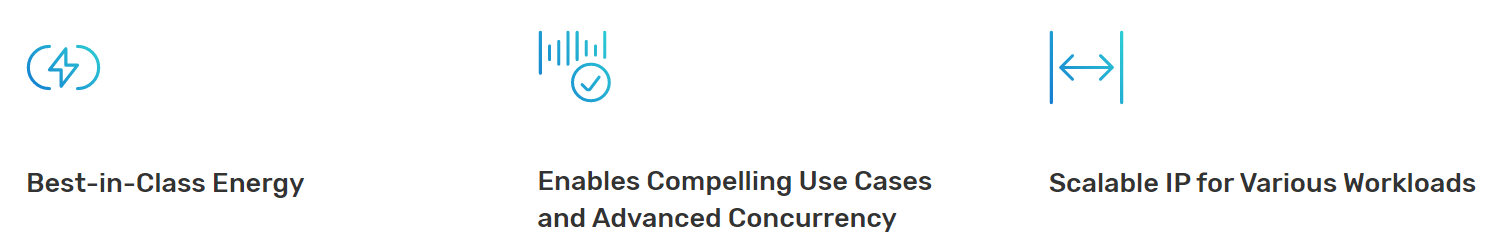 Best-in-Class Energy
Enables Compelling Use Cases
and Advanced Concurrency
Scalable IP for Various Workloads